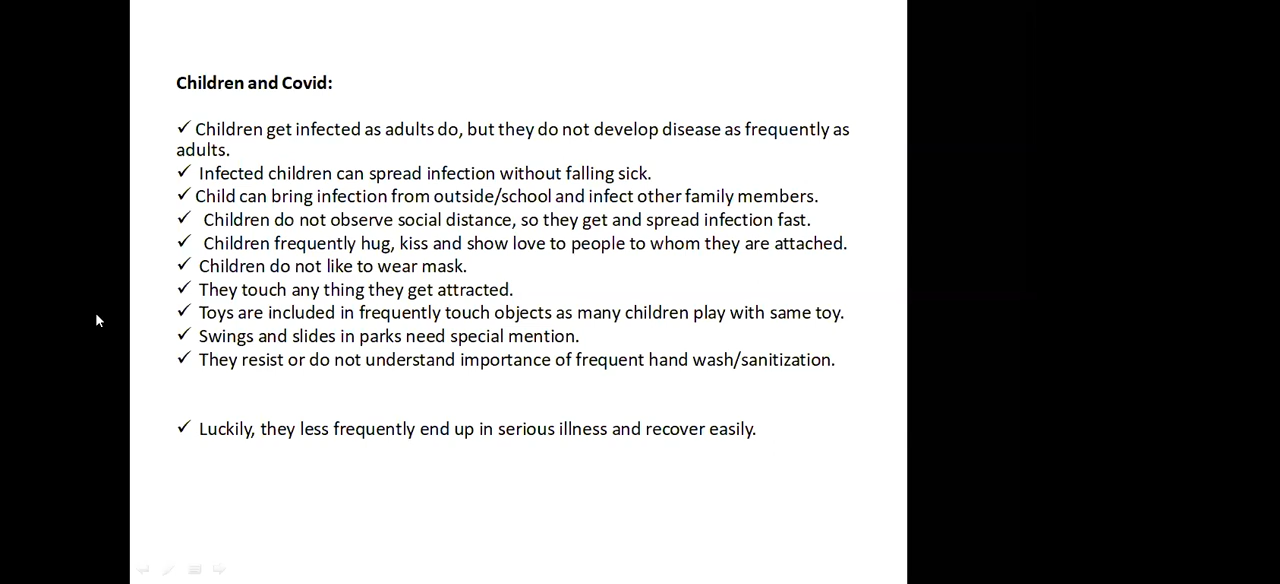 Children and Covid:
✓ Children get infected as adults do, but they do not develop disease as frequently as
adults.
✓ Infected children can spread infection without falling sick.
✓ Child can bring infection from outside/school and infect other family members.
✓ Children do not observe social distance, so they get and spread infection fast.
✓ Children frequently hug, kiss and show love to people to whom they are attached.
✓ Children do not like to wear mask.
✓ They touch any thing they get attracted.
✓ Toys are included in frequently touch objects as many children play with same toy.
✓ Swings and slides in parks need special mention.
✓ They resist or do not understand importance of frequent hand wash/sanitization.
✓ Luckily, they less frequently end up in serious illness and recover easily.